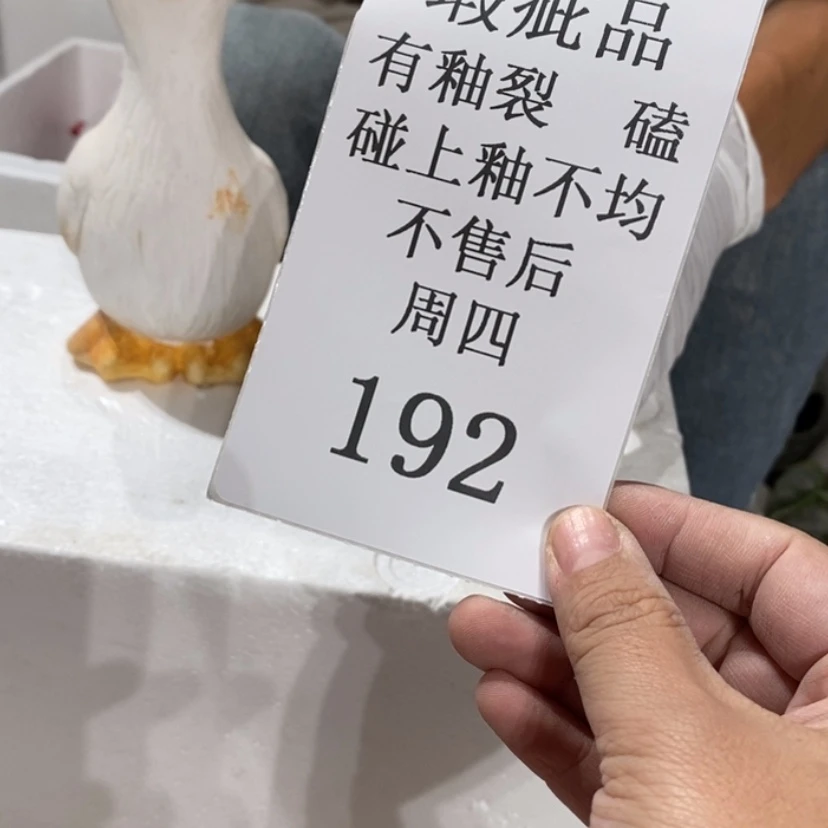 瑕疵品
有釉裂 磕
碰上釉不均
不售后
周四
192